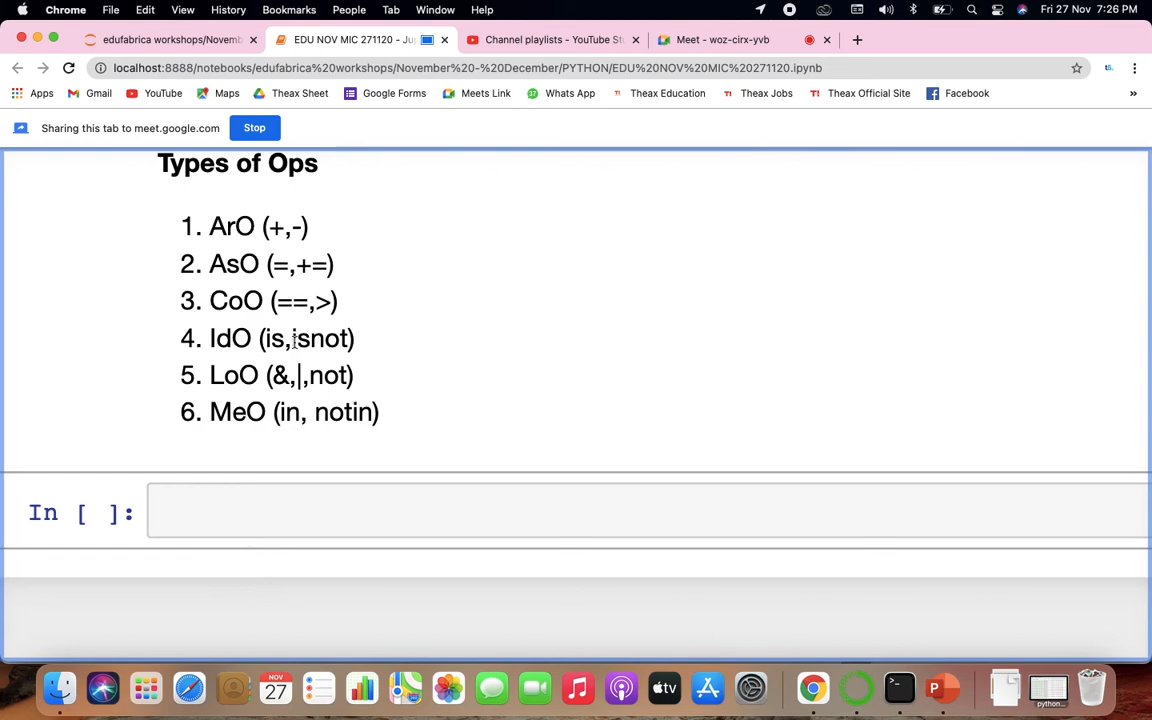 Chrome File Edit View History Bookmarks People Tab Window Help Fri 27 Nov 7:26 PM
edufabrica workshops/Novemb EDU NOV MIC 271120 - Ju Channel playlists - YouTube St Meet - woz-cirx-yvb
localhost:8888/notebooks/edufabrica%20workshops/November%20-%20December/PYTHON/EDU%20NOV%20MIC%20271120.ipynb
Apps Gmail YouTube Maps Theax Sheet Google Forms Meets Link Whats App Theax Education Theax Jobs Theax Official Site Facebook »
Sharing this tab to meet.google.com Stop
Types of Ops
1. ArO (+,-)
2. AsO (=,+=)
3. CoO (==,>)
4. IdO (is,isnot)
5. LoO (&,|,not)
6. MeO (in, notin)
In [ ]:
NOV
27
tv
python...